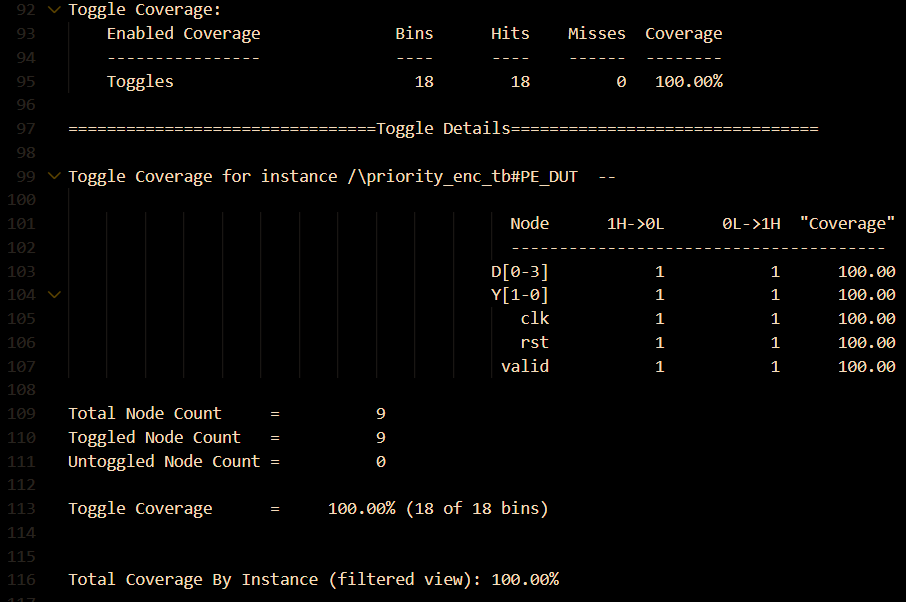 92 Toggle Coverage:
93 Enabled Coverage Bins Hits Misses Coverage
94 ---------------- ---- ---- ------ --------
95 Toggles 18 18 0 100.00%
96
97 ================================Toggle Details================================
98
99 Toggle Coverage for instance /\priority_enc_tb#PE_DUT --
100
101 Node 1H->0L 0L->1H "Coverage"
102 ---------------------------------------
103 D[0-3] 1 1 100.00
104 Y[1-0] 1 1 100.00
105 clk 1 1 100.00
106 rst 1 1 100.00
107 valid 1 1 100.00
108
109 Total Node Count = 9
110 Toggled Node Count = 9
111 Untoggled Node Count = 0
112
113 Toggle Coverage = 100.00% (18 of 18 bins)
114
115
116 Total Coverage By Instance (filtered view): 100.00%
117